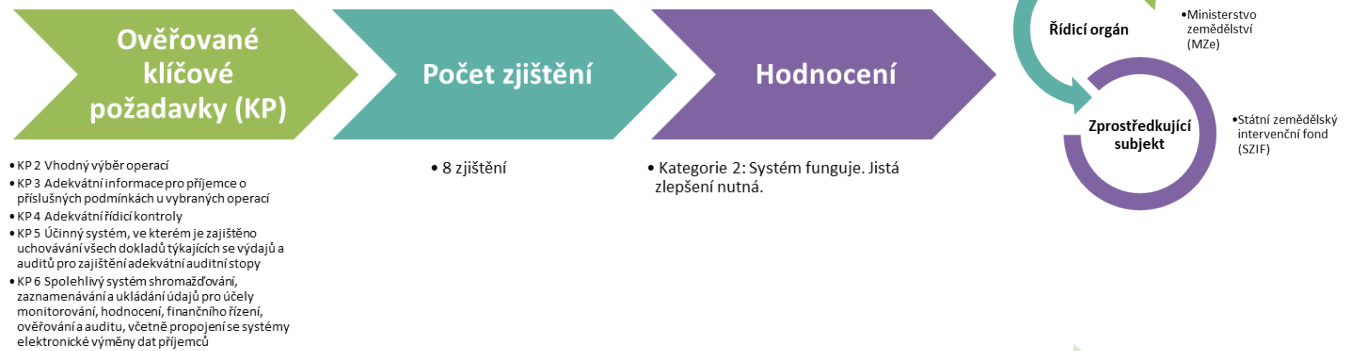 Ověřované
klíčové
požadavky (KP)
• KP 2 Vhodný výběr operací
• KP 3 Adekvátní informace pro příjemce o
příslušných podmínkách u vybraných operací
• KP 4 Adekvátní řídicí kontroly
• KP 5 Účinný systém, ve kterém je zajištěno
uchovávání všech dokladů týkajících se výdajů a
auditů pro zajištění adekvátní auditní stopy
• KP 6 Spolehlivý systém shromažďování,
zaznamenávání a ukládání údajů pro účely
monitorování, hodnocení, finančního řízení,
ověřování a auditu, včetně propojení se systémy
elektronické výměny dat příjemců
Počet zjištění
• 8 zjištění
Hodnocení
• Kategorie 2: Systém funguje. Jistá
zlepšení nutná.
Řídicí orgán
• Ministerstvo
zemědělství
(MZe)
Zprostředkující
subjekt
• Státní zemědělský
intervenční fond
(SZIF)